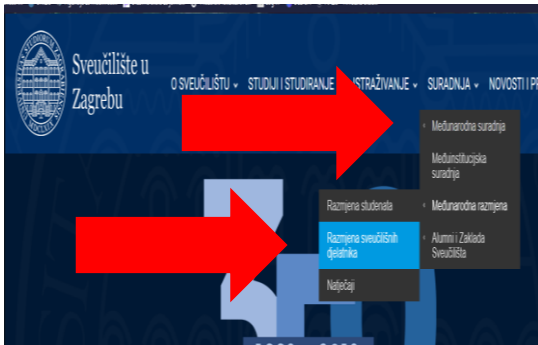 Sveučilište u
Zagrebu
O SVEUČILIŠTU
STUDIJI I STUDIRANJE
ISTRAŽIVANJE
SURADNJA
NOVOSTI I PR
Međunarodna suradnja
Međuinstitucijska
suradnja
Razmjena studenata
Međunarodna razmjena
Razmjena sveučilišnih
djelatnika
Alumni i Zaklada
Sveučilišta
Natječaji